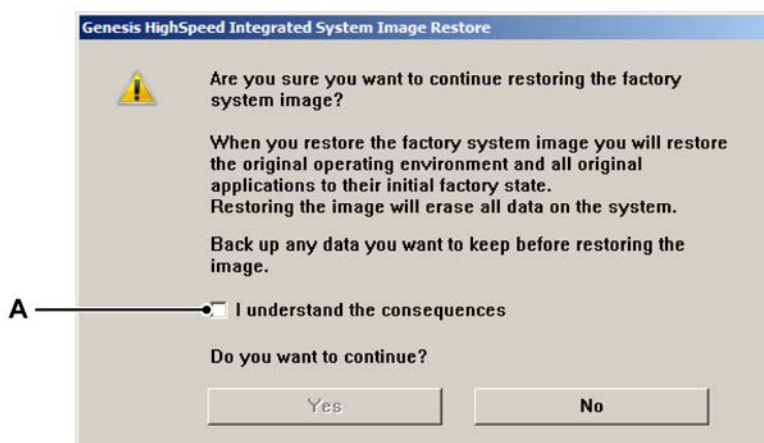 Genesis HighSpeed Integrated System Image Restore
Are you sure you want to continue restoring the factory
system image?
When you restore the factory system image you will restore
the original operating environment and all original
applications to their initial factory state.
Restoring the image will erase all data on the system.
Back up any data you want to keep before restoring the
image.
A
I understand the consequences
Do you want to continue?
Yes
No